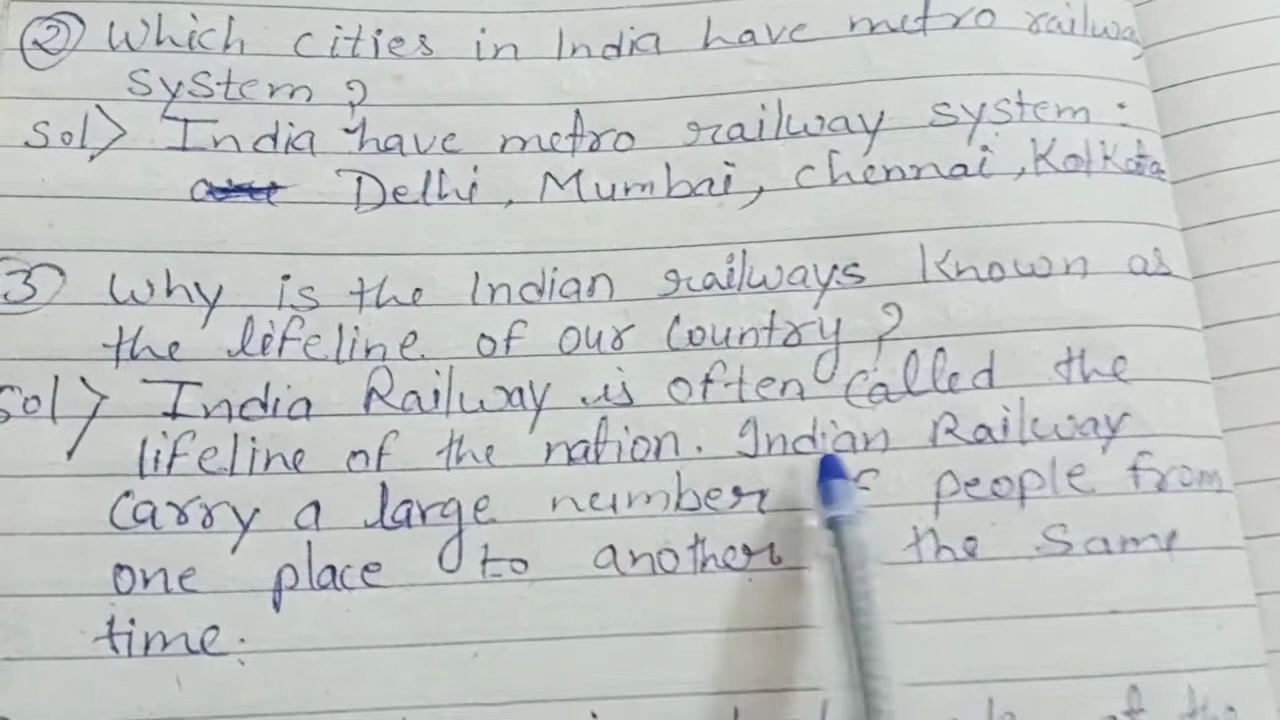 ② Which cities in India have metro railway
system?
Sol> India have metro railway system:
Delhi, Mumbai, Chennai, Kolkata
③ Why is the Indian railways known as
the lifeline of our country?
Sol> India Railway is often called the
lifeline of the nation. Indian Railway
carry a large number people from
one place to another the same
time.